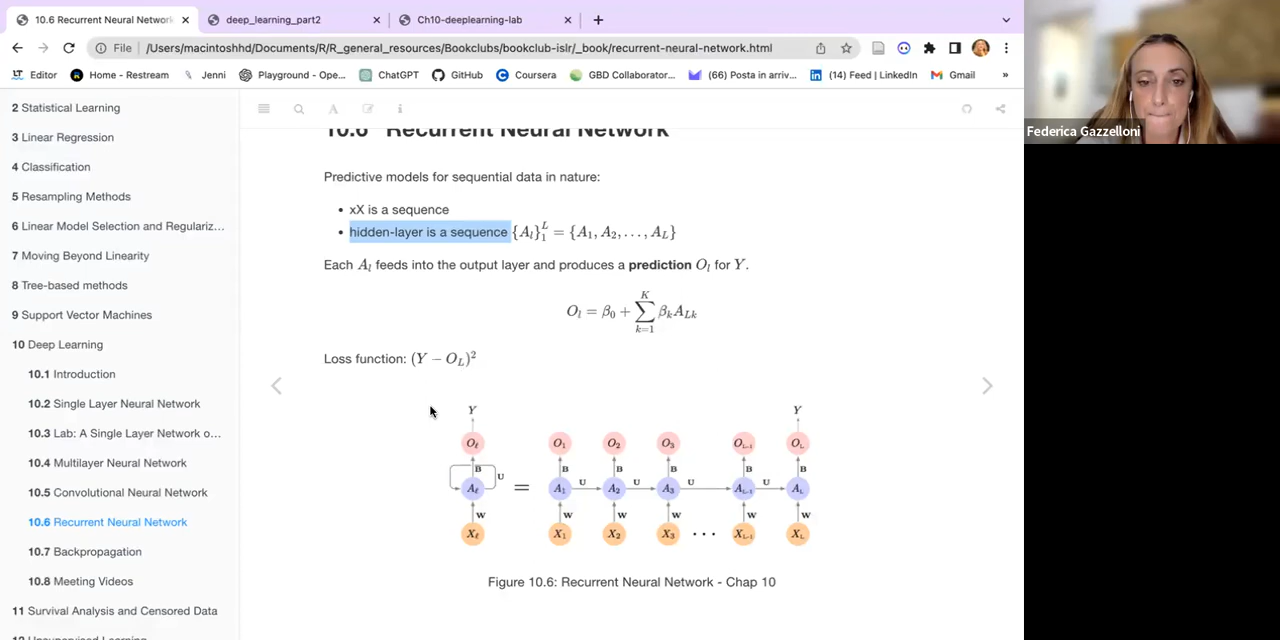 10.6 Recurrent Neural Network
deep_learning_part2
Ch10-deeplearning-lab
File
/Users/macintoshhd/Documents/R/R_general_resources/Bookclubs/bookclub-islr/_book/recurrent-neural-network.html
Editor
Home - Restream
Jenni
Playground - Ope...
ChatGPT
GitHub
Coursera
GBD Collaborator...
(66) Posta in arriv...
(14) Feed | LinkedIn
Gmail
»
Federica Gazzelloni
2 Statistical Learning
3 Linear Regression
4 Classification
5 Resampling Methods
6 Linear Model Selection and Regulariz...
7 Moving Beyond Linearity
8 Tree-based methods
9 Support Vector Machines
10 Deep Learning
10.1 Introduction
10.2 Single Layer Neural Network
10.3 Lab: A Single Layer Network o...
10.4 Multilayer Neural Network
10.5 Convolutional Neural Network
10.6 Recurrent Neural Network
10.7 Backpropagation
10.8 Meeting Videos
11 Survival Analysis and Censored Data
10.6 Recurrent Neural Network
Predictive models for sequential data in nature:
• xX is a sequence
• hidden-layer is a sequence {A_l}_1^L = {A_1, A_2, . . . , A_L}
Each A_l feeds into the output layer and produces a prediction O_l for Y.
O_l = β_0 + ∑_{k=1}^{K} β_k A_{Lk}
Loss function: (Y − O_L)^2
Y Y
O_ℓ O_1 O_2 O_3 O_{L-1} O_L
B B B B B B
U U U U U
A_ℓ = A_1 A_2 A_3 A_{L-1} A_L
W W W W W W
X_ℓ X_1 X_2 X_3 . . . X_{L-1} X_L
Figure 10.6: Recurrent Neural Network - Chap 10